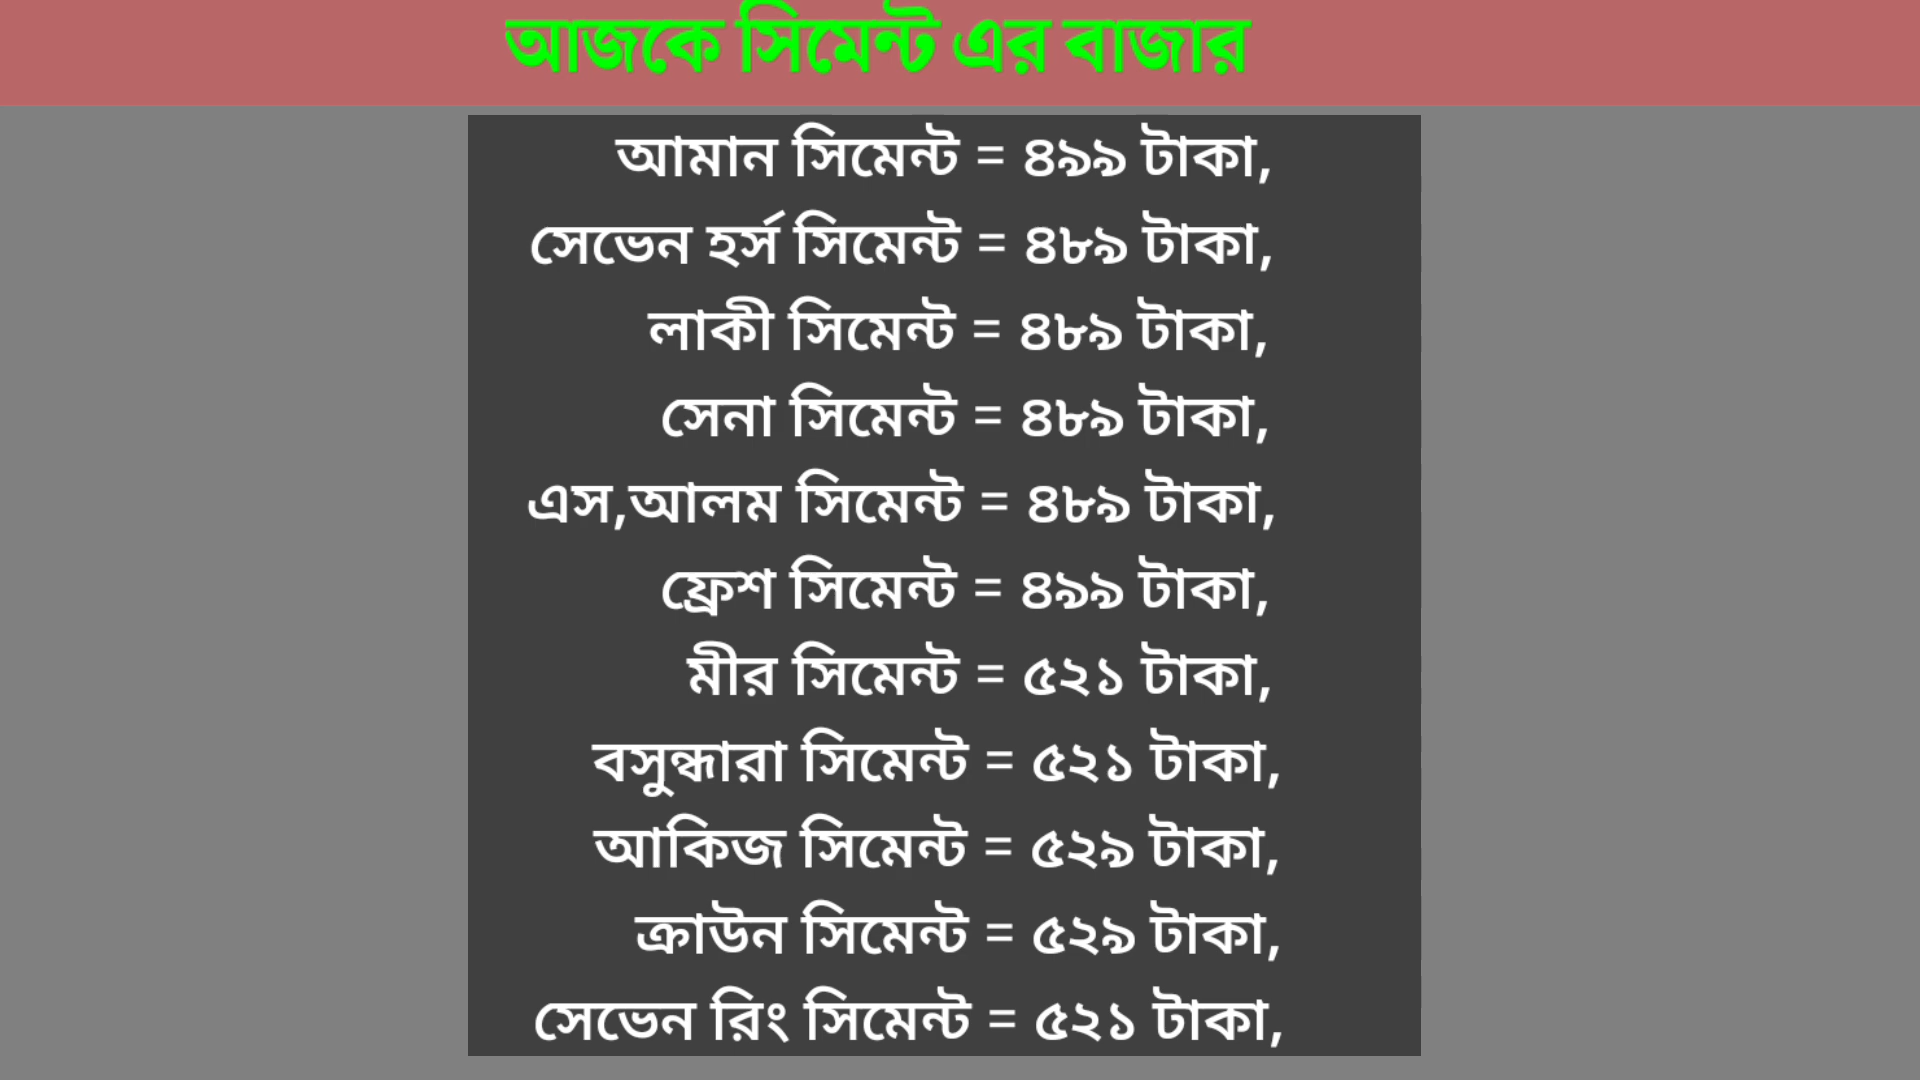 আজকে সিমেন্ট এর বাজার
আমান সিমেন্ট = ৪৯৯ টাকা,
সেভেন হর্স সিমেন্ট = ৪৮৯ টাকা,
লাকী সিমেন্ট = ৪৮৯ টাকা,
সেনা সিমেন্ট = ৪৮৯ টাকা,
এস,আলম সিমেন্ট = ৪৮৯ টাকা,
ফ্রেশ সিমেন্ট = ৪৯৯ টাকা,
মীর সিমেন্ট = ৫২১ টাকা,
বসুন্ধারা সিমেন্ট = ৫২১ টাকা,
আকিজ সিমেন্ট = ৫২৯ টাকা,
ক্রাউন সিমেন্ট = ৫২৯ টাকা,
সেভেন রিং সিমেন্ট = ৫২১ টাকা,